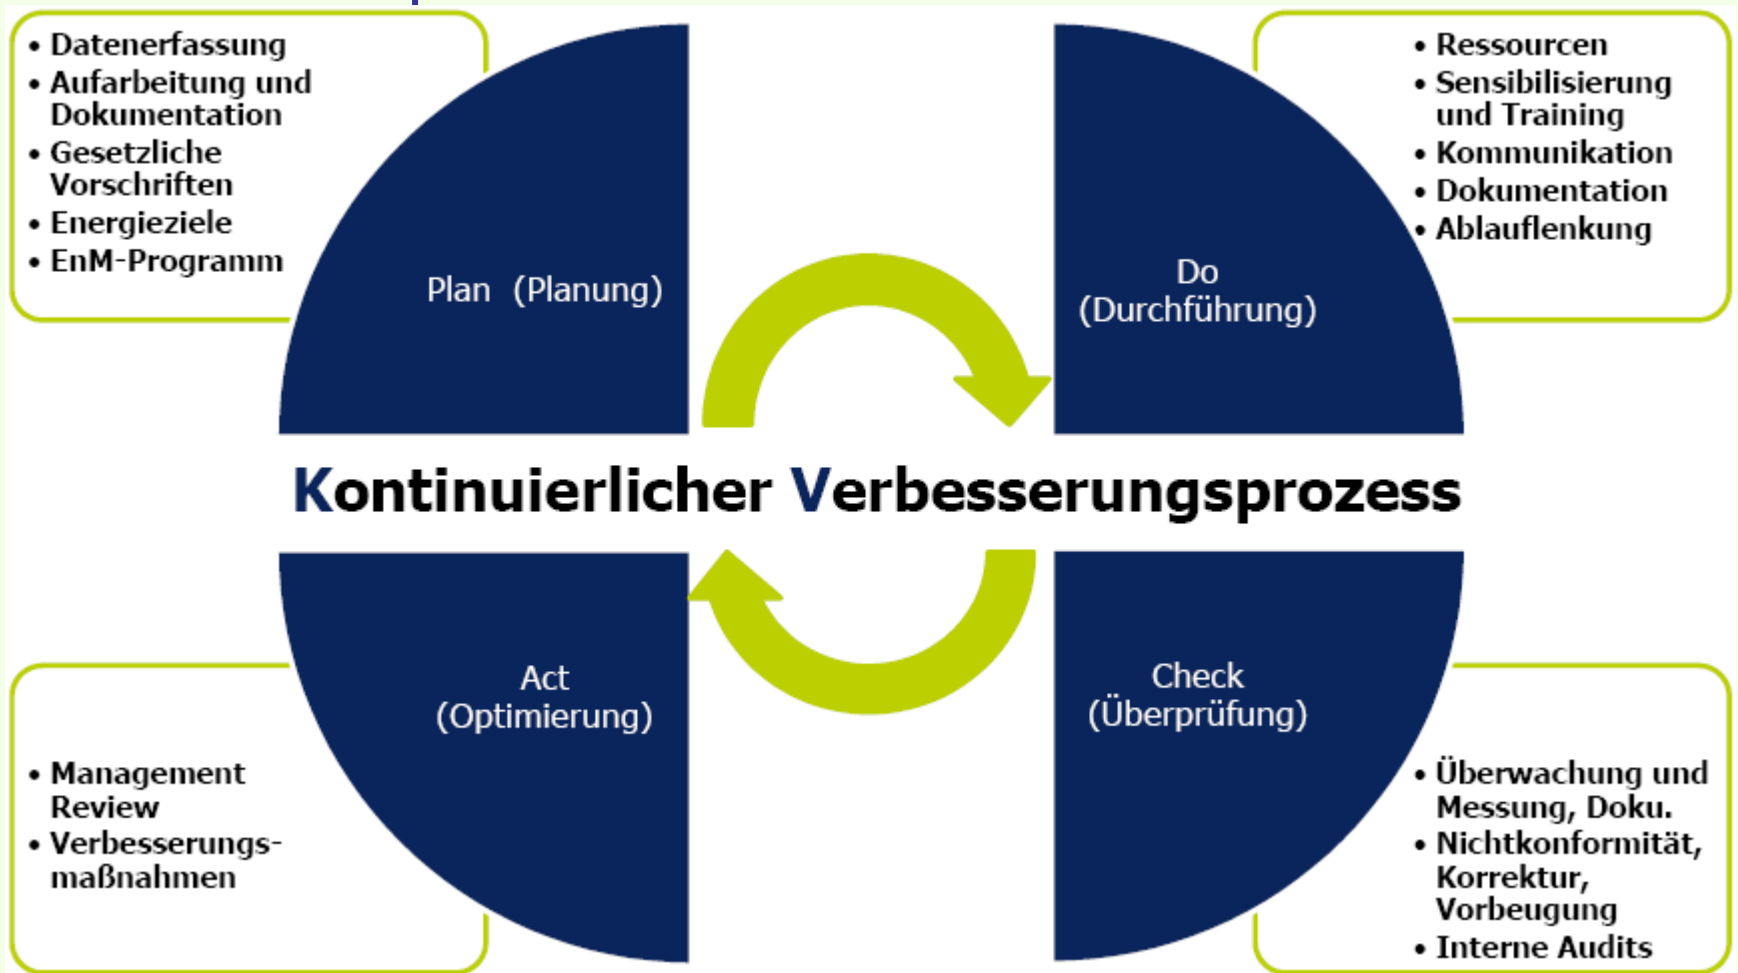 • Datenerfassung
• Aufarbeitung und
Dokumentation
• Gesetzliche
Vorschriften
• Energieziele
• EnM-Programm
Plan (Planung)
Do
(Durchführung)
• Ressourcen
• Sensibilisierung
und Training
• Kommunikation
• Dokumentation
• Ablauflenkung
Kontinuierlicher Verbesserungsprozess
• Management
Review
• Verbesserungs-
maßnahmen
Act
(Optimierung)
Check
(Überprüfung)
• Überwachung und
Messung, Doku.
• Nichtkonformität,
Korrektur,
Vorbeugung
• Interne Audits